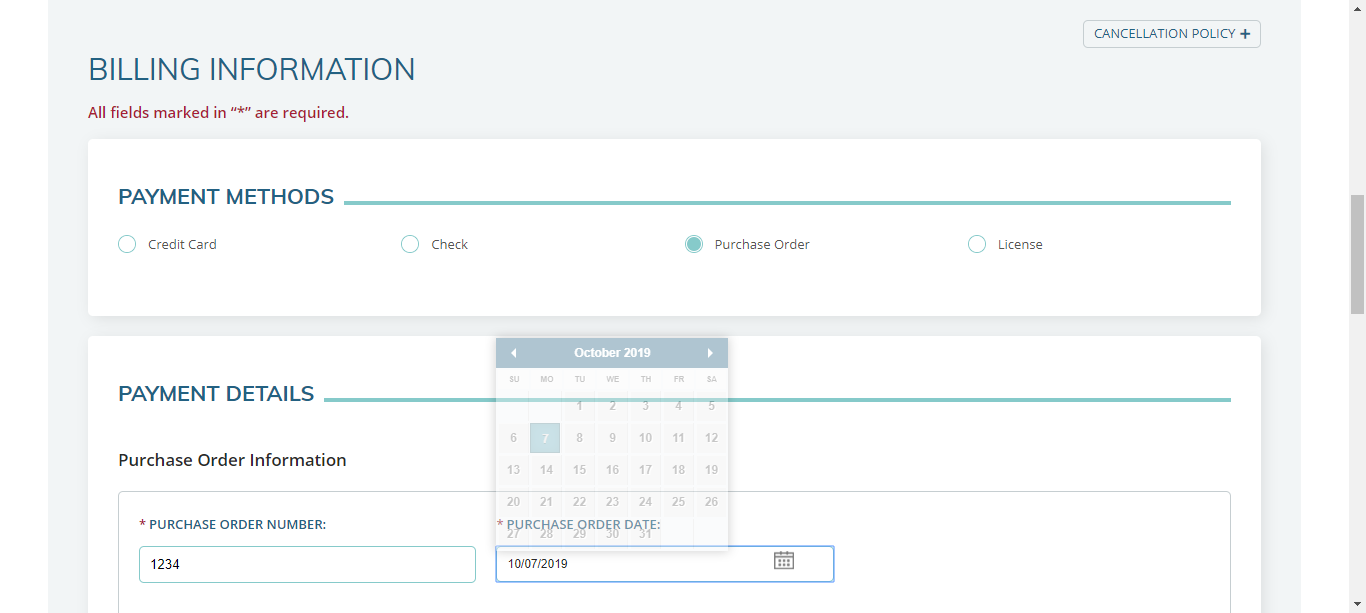 CANCELLATION POLICY +
BILLING INFORMATION
All fields marked in “*” are required.
PAYMENT METHODS
Credit Card
Check
Purchase Order
License
October 2019
SU MO TU WE TH FR SA
1 2 3 4 5
6 7 8 9 10 11 12
13 14 15 16 17 18 19
20 21 22 23 24 25 26
27 28 29 30 31
PAYMENT DETAILS
Purchase Order Information
* PURCHASE ORDER NUMBER:
1234
* PURCHASE ORDER DATE:
10/07/2019